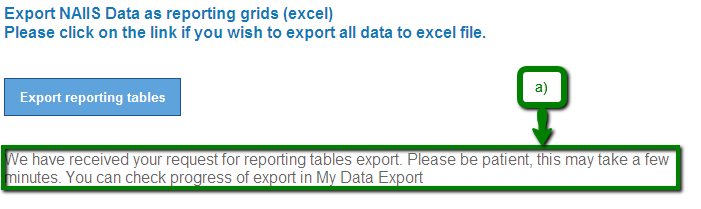 Export NAIIS Data as reporting grids (excel)
Please click on the link if you wish to export all data to excel file.
Export reporting tables
a)
We have received your request for reporting tables export. Please be patient, this may take a few
minutes. You can check progress of export in My Data Export